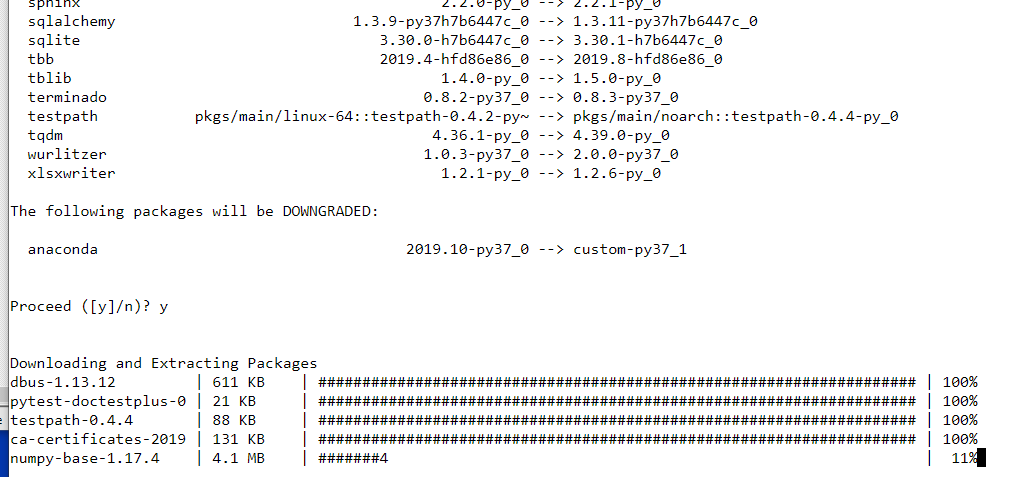 sphinx 2.2.0-py_0 --> 2.2.1-py_0
sqlalchemy 1.3.9-py37h7b6447c_0 --> 1.3.11-py37h7b6447c_0
sqlite 3.30.0-h7b6447c_0 --> 3.30.1-h7b6447c_0
tbb 2019.4-hfd86e86_0 --> 2019.8-hfd86e86_0
tblib 1.4.0-py_0 --> 1.5.0-py_0
terminado 0.8.2-py37_0 --> 0.8.3-py37_0
testpath pkgs/main/linux-64::testpath-0.4.2-py~ --> pkgs/main/noarch::testpath-0.4.4-py_0
tqdm 4.36.1-py_0 --> 4.39.0-py_0
wurlitzer 1.0.3-py37_0 --> 2.0.0-py37_0
xlsxwriter 1.2.1-py_0 --> 1.2.6-py_0
The following packages will be DOWNGRADED:
anaconda 2019.10-py37_0 --> custom-py37_1
Proceed ([y]/n)? y
Downloading and Extracting Packages
dbus-1.13.12 | 611 KB | #################################################################### | 100%
pytest-doctestplus-0 | 21 KB | #################################################################### | 100%
testpath-0.4.4 | 88 KB | #################################################################### | 100%
ca-certificates-2019 | 131 KB | #################################################################### | 100%
numpy-base-1.17.4 | 4.1 MB | #######4 | 11%